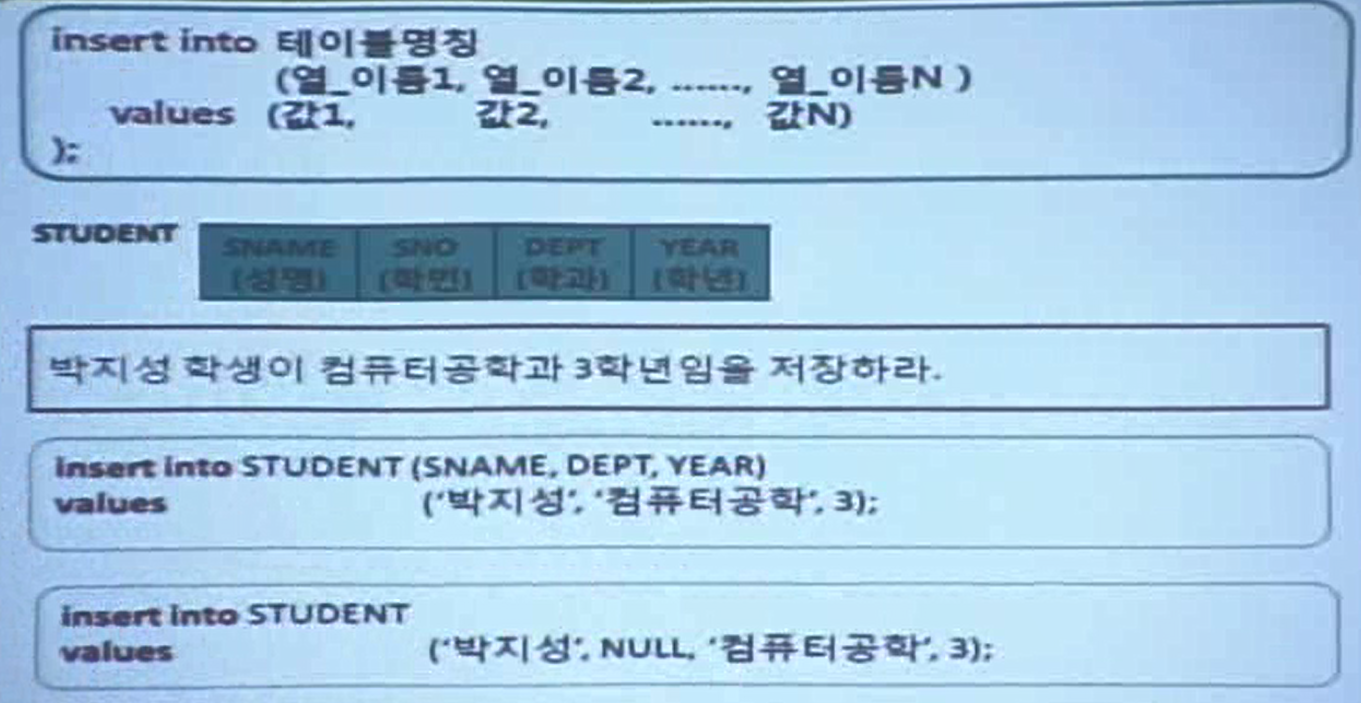 insert into 테이블명칭
(열_이름1, 열_이름2, ......., 열_이름N )
values (값1, 값2, ......., 값N)
);
STUDENT
SNAME SNO DEPT YEAR
(성명) (학번) (학과) (학년)
박지성 학생이 컴퓨터공학과 3학년임을 저장하라.
insert into STUDENT (SNAME, DEPT, YEAR)
values (‘박지성’, ‘컴퓨터공학’, 3);
insert into STUDENT
values (‘박지성’, NULL, ‘컴퓨터공학’, 3);